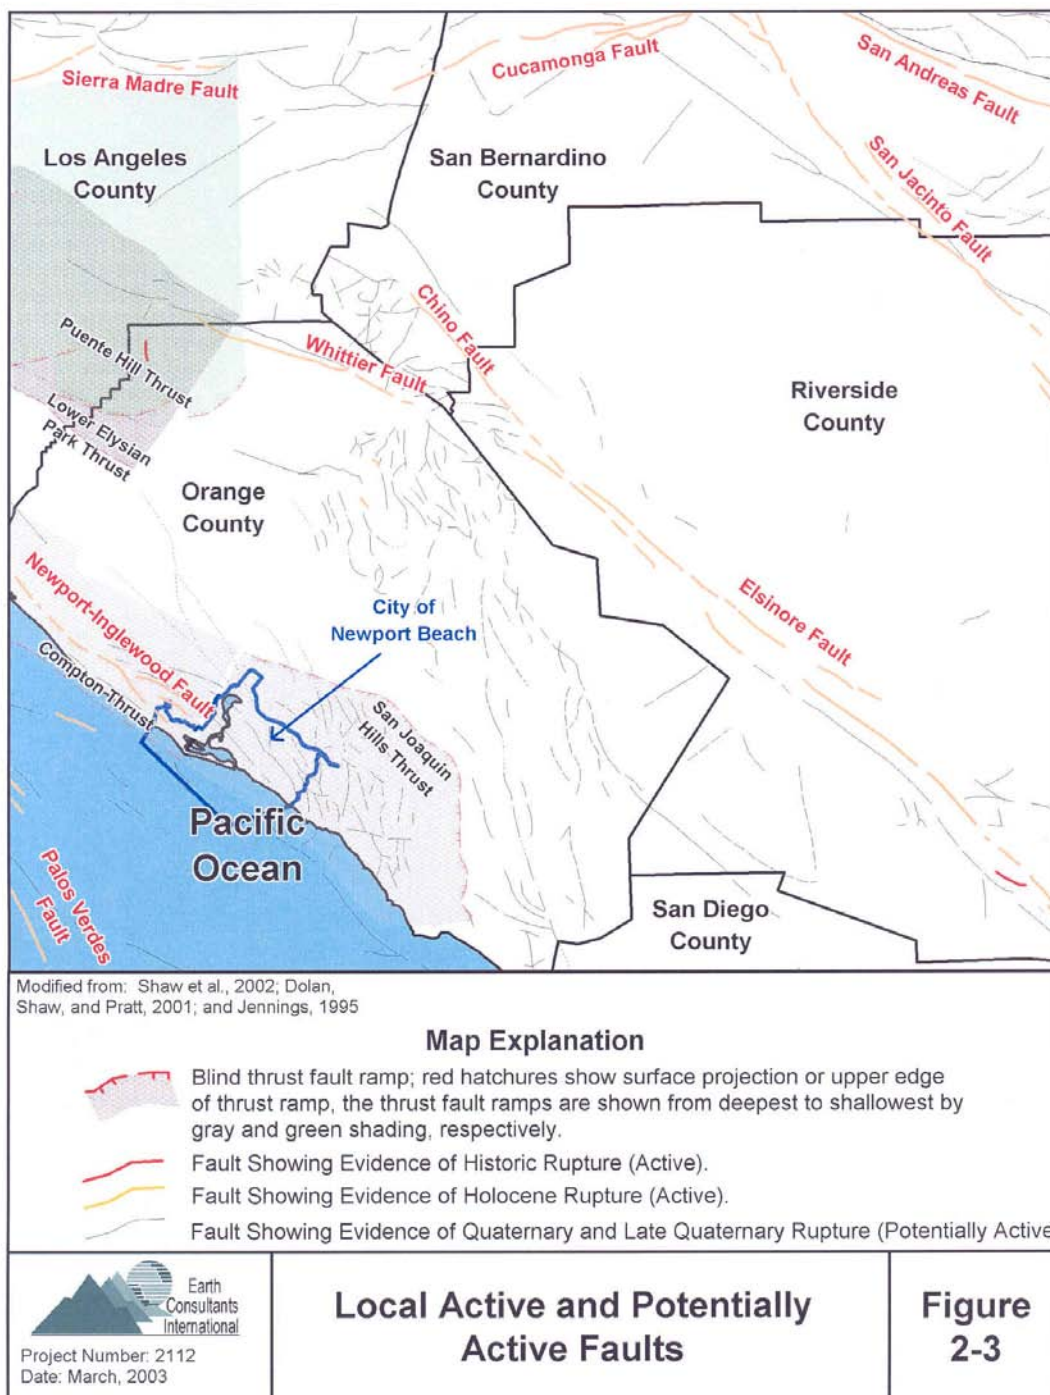 Sierra Madre Fault
Cucamonga Fault
San Andreas Fault
Los Angeles
County
San Bernardino
County
San Jacinto Fault
Chino Fault
Puente Hill Thrust
Whittier Fault
Riverside
County
Lower Elysian
Park Thrust
Orange
County
Newport-Inglewood Fault
City of
Newport Beach
Elsinore Fault
Compton-Thrust
San Joaquin
Hills Thrust
Pacific
Ocean
Palos Verdes
Fault
San Diego
County
Modified from: Shaw et al., 2002; Dolan,
Shaw, and Pratt, 2001; and Jennings, 1995
Map Explanation
Blind thrust fault ramp; red hatchures show surface projection or upper edge
of thrust ramp, the thrust fault ramps are shown from deepest to shallowest by
gray and green shading, respectively.
Fault Showing Evidence of Historic Rupture (Active).
Fault Showing Evidence of Holocene Rupture (Active).
Fault Showing Evidence of Quaternary and Late Quaternary Rupture (Potentially Active
Earth
Consultants
International
Project Number: 2112
Date: March, 2003
Local Active and Potentially
Active Faults
Figure
2-3